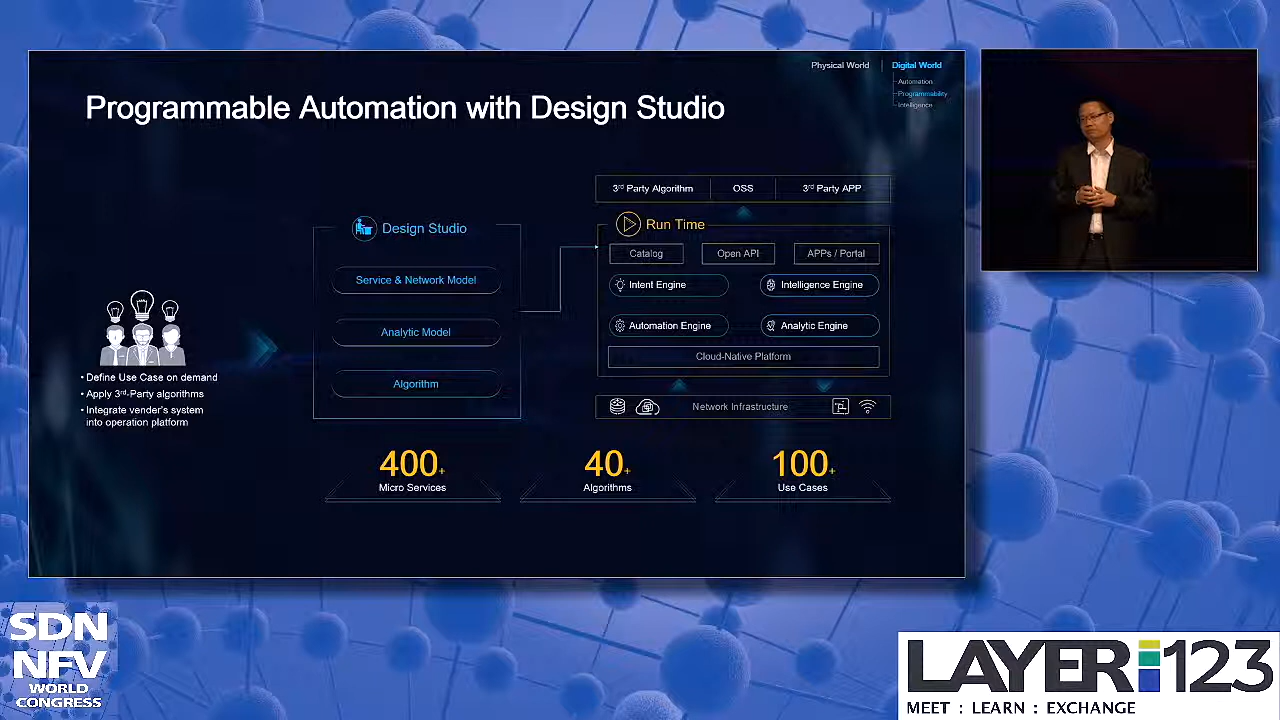 Physical World
Digital World
Automation
Programmability
Intelligence
Programmable Automation with Design Studio
• Define Use Case on demand
• Apply 3rd-Party algorithms
• Integrate vender's system
into operation platform
Design Studio
Service & Network Model
Analytic Model
Algorithm
3rd Party Algorithm
OSS
3rd Party APP
Run Time
Catalog
Open API
APPs / Portal
Intent Engine
Intelligence Engine
Automation Engine
Analytic Engine
Cloud-Native Platform
Network Infrastructure
400+
Micro Services
40+
Algorithms
100+
Use Cases
SDN
NFV
WORLD
CONGRESS
LAYER123
MEET : LEARN : EXCHANGE